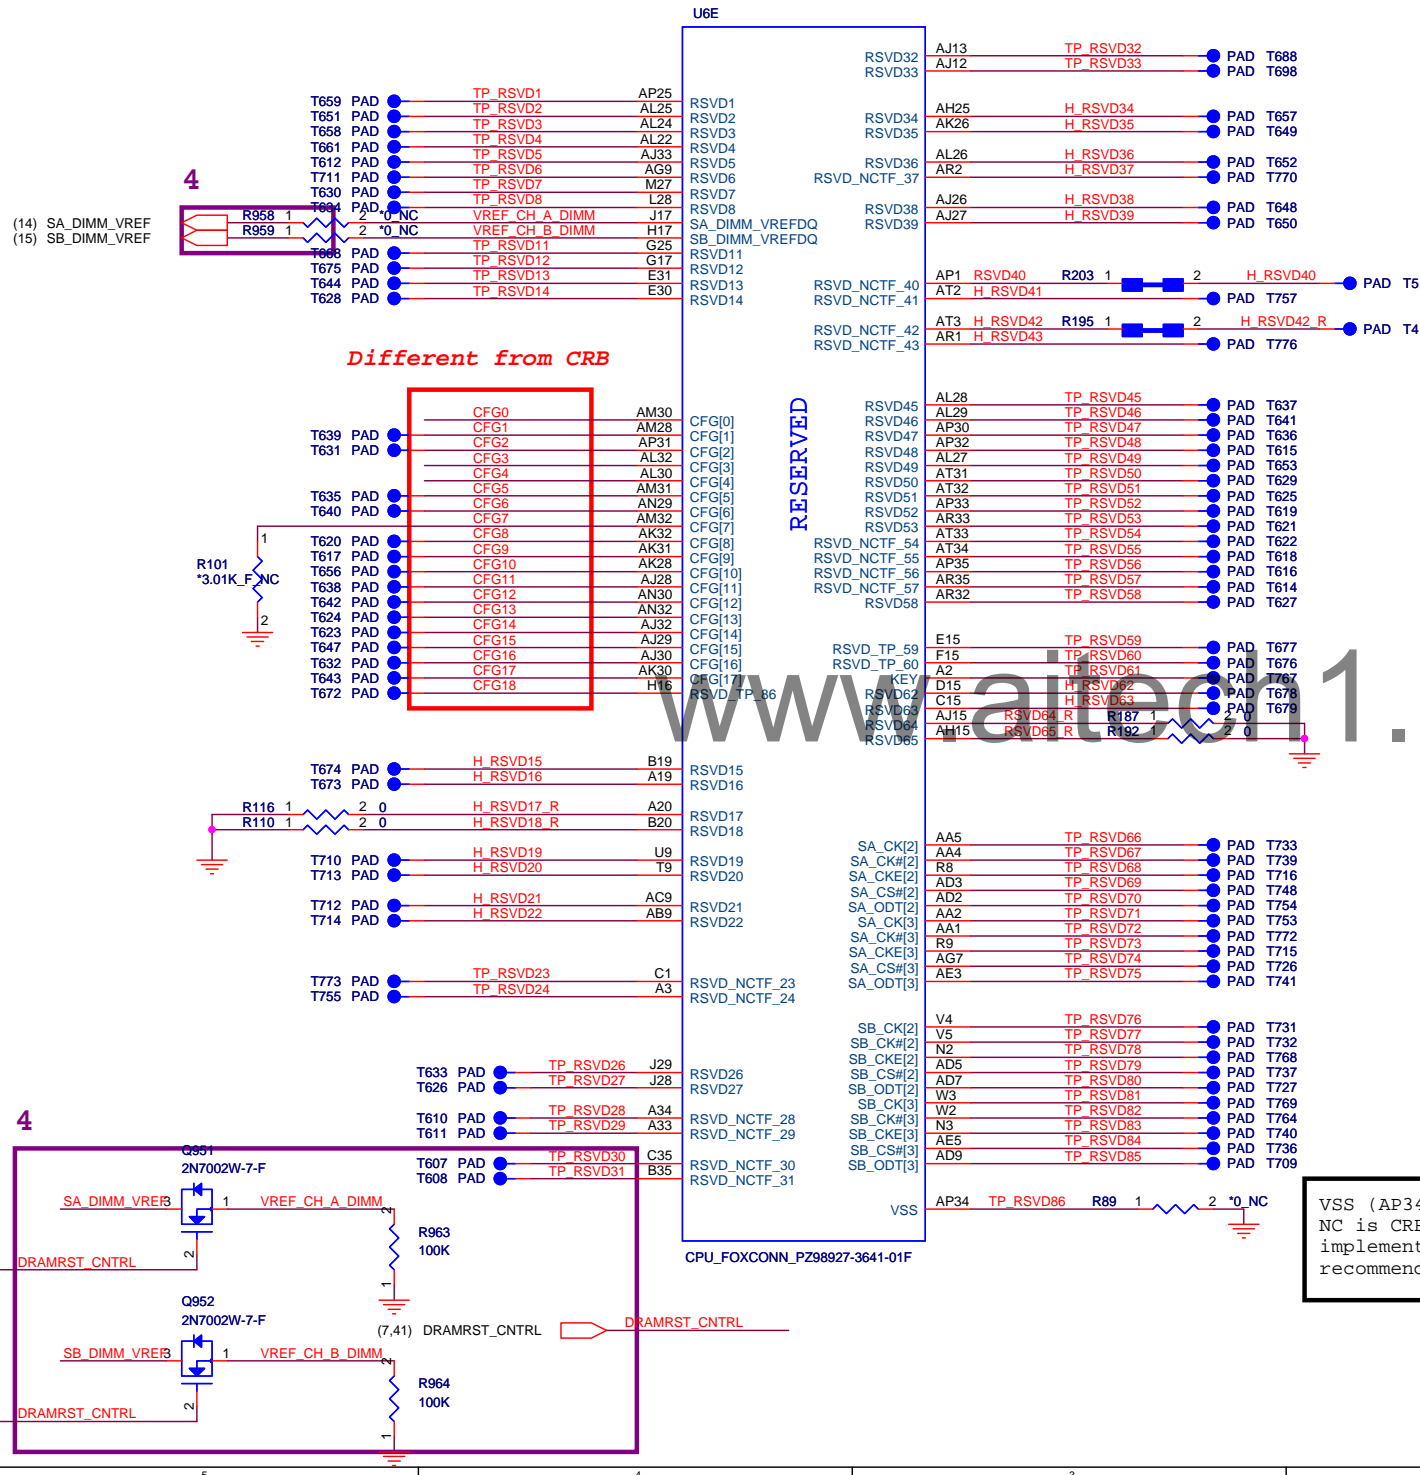 U6E
T659 PAD TP_RSVD1 AP25 RSVD1
T651 PAD TP_RSVD2 AL25 RSVD2
T658 PAD TP_RSVD3 AL24 RSVD3
T661 PAD TP_RSVD4 AL22 RSVD4
T612 PAD TP_RSVD5 AJ33 RSVD5
T711 PAD TP_RSVD6 AG9 RSVD6
T630 PAD TP_RSVD7 M27 RSVD7
T634 PAD TP_RSVD8 L28 RSVD8
4
(14) SA_DIMM_VREF R958 1 2 *0_NC VREF_CH_A_DIMM J17 SA_DIMM_VREFDQ
(15) SB_DIMM_VREF R959 1 2 *0_NC VREF_CH_B_DIMM H17 SB_DIMM_VREFDQ
T668 PAD TP_RSVD11 G25 RSVD11
T675 PAD TP_RSVD12 G17 RSVD12
T644 PAD TP_RSVD13 E31 RSVD13
T628 PAD TP_RSVD14 E30 RSVD14
Different from CRB
CFG0 AM30 CFG[0]
T639 PAD CFG1 AM28 CFG[1]
T631 PAD CFG2 AP31 CFG[2]
CFG3 AL32 CFG[3]
CFG4 AL30 CFG[4]
T635 PAD CFG5 AM31 CFG[5]
T640 PAD CFG6 AN29 CFG[6]
CFG7 AM32 CFG[7]
T620 PAD CFG8 AK32 CFG[8]
T617 PAD CFG9 AK31 CFG[9]
T656 PAD CFG10 AK28 CFG[10]
T638 PAD CFG11 AJ28 CFG[11]
T642 PAD CFG12 AN30 CFG[12]
T624 PAD CFG13 AN32 CFG[13]
T623 PAD CFG14 AJ32 CFG[14]
T647 PAD CFG15 AJ29 CFG[15]
T632 PAD CFG16 AJ30 CFG[16]
T643 PAD CFG17 AK30 CFG[17]
T672 PAD CFG18 H16 RSVD_TP_86
1
R101
*3.01K_F_NC
2
T674 PAD H_RSVD15 B19 RSVD15
T673 PAD H_RSVD16 A19 RSVD16
R116 1 2 0 H_RSVD17_R A20 RSVD17
R110 1 2 0 H_RSVD18_R B20 RSVD18
T710 PAD H_RSVD19 U9 RSVD19
T713 PAD H_RSVD20 T9 RSVD20
T712 PAD H_RSVD21 AC9 RSVD21
T714 PAD H_RSVD22 AB9 RSVD22
T773 PAD TP_RSVD23 C1 RSVD_NCTF_23
T755 PAD TP_RSVD24 A3 RSVD_NCTF_24
T633 PAD TP_RSVD26 J29 RSVD26
T626 PAD TP_RSVD27 J28 RSVD27
T610 PAD TP_RSVD28 A34 RSVD_NCTF_28
T611 PAD TP_RSVD29 A33 RSVD_NCTF_29
T607 PAD TP_RSVD30 C35 RSVD_NCTF_30
T608 PAD TP_RSVD31 B35 RSVD_NCTF_31
RESERVED
RSVD32 AJ13 TP_RSVD32 PAD T688
RSVD33 AJ12 TP_RSVD33 PAD T698
RSVD34 AH25 H_RSVD34 PAD T657
RSVD35 AK26 H_RSVD35 PAD T649
RSVD36 AL26 H_RSVD36 PAD T652
RSVD_NCTF_37 AR2 H_RSVD37 PAD T770
RSVD38 AJ26 H_RSVD38 PAD T648
RSVD39 AJ27 H_RSVD39 PAD T650
RSVD_NCTF_40 AP1 RSVD40 R203 1 2 H_RSVD40 PAD T5
RSVD_NCTF_41 AT2 H_RSVD41 PAD T757
RSVD_NCTF_42 AT3 H_RSVD42 R195 1 2 H_RSVD42_R PAD T4
RSVD_NCTF_43 AR1 H_RSVD43 PAD T776
RSVD45 AL28 TP_RSVD45 PAD T637
RSVD46 AL29 TP_RSVD46 PAD T641
RSVD47 AP30 TP_RSVD47 PAD T636
RSVD48 AP32 TP_RSVD48 PAD T615
RSVD49 AL27 TP_RSVD49 PAD T653
RSVD50 AT31 TP_RSVD50 PAD T629
RSVD51 AT32 TP_RSVD51 PAD T625
RSVD52 AP33 TP_RSVD52 PAD T619
RSVD53 AR33 TP_RSVD53 PAD T621
RSVD_NCTF_54 AT33 TP_RSVD54 PAD T622
RSVD_NCTF_55 AT34 TP_RSVD55 PAD T618
RSVD_NCTF_56 AP35 TP_RSVD56 PAD T616
RSVD_NCTF_57 AR35 TP_RSVD57 PAD T614
RSVD58 AR32 TP_RSVD58 PAD T627
RSVD_TP_59 E15 TP_RSVD59 PAD T677
RSVD_TP_60 F15 TP_RSVD60 PAD T676
KEY A2 TP_RSVD61 PAD T767
RSVD62 D15 H_RSVD62 PAD T678
RSVD63 C15 H_RSVD63 PAD T679
RSVD64 AJ15 RSVD64_R R187 1 2 0
RSVD65 AH15 RSVD65_R R192 1 2 0
www.aitech1.
SA_CK[2] AA5 TP_RSVD66 PAD T733
SA_CK#[2] AA4 TP_RSVD67 PAD T739
SA_CKE[2] R8 TP_RSVD68 PAD T716
SA_CS#[2] AD3 TP_RSVD69 PAD T748
SA_ODT[2] AD2 TP_RSVD70 PAD T754
SA_CK[3] AA2 TP_RSVD71 PAD T753
SA_CK#[3] AA1 TP_RSVD72 PAD T772
SA_CKE[3] R9 TP_RSVD73 PAD T715
SA_CS#[3] AG7 TP_RSVD74 PAD T726
SA_ODT[3] AE3 TP_RSVD75 PAD T741
SB_CK[2] V4 TP_RSVD76 PAD T731
SB_CK#[2] V5 TP_RSVD77 PAD T732
SB_CKE[2] N2 TP_RSVD78 PAD T768
SB_CS#[2] AD5 TP_RSVD79 PAD T737
SB_ODT[2] AD7 TP_RSVD80 PAD T727
SB_CK[3] W3 TP_RSVD81 PAD T769
SB_CK#[3] W2 TP_RSVD82 PAD T764
SB_CKE[3] N3 TP_RSVD83 PAD T740
SB_CS#[3] AE5 TP_RSVD84 PAD T736
SB_ODT[3] AD9 TP_RSVD85 PAD T709
VSS AP34 TP_RSVD86 R89 1 2 *0_NC
CPU_FOXCONN_PZ98927-3641-01F
VSS (AP34
NC is CRB
implement
recommend
4
Q951
2N7002W-7-F
SA_DIMM_VREF 3 1 VREF_CH_A_DIMM
2
2
R963
100K
1
DRAMRST_CNTRL
Q952
2N7002W-7-F
(7,41) DRAMRST_CNTRL DRAMRST_CNTRL
SB_DIMM_VREF 3 1 VREF_CH_B_DIMM
2
2
R964
100K
1
DRAMRST_CNTRL
5 4 3